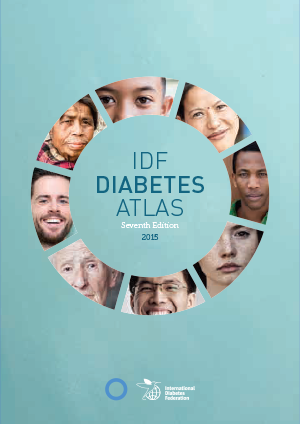 IDF
DIABETES
ATLAS
Seventh Edition
2015
International
Diabetes
Federation